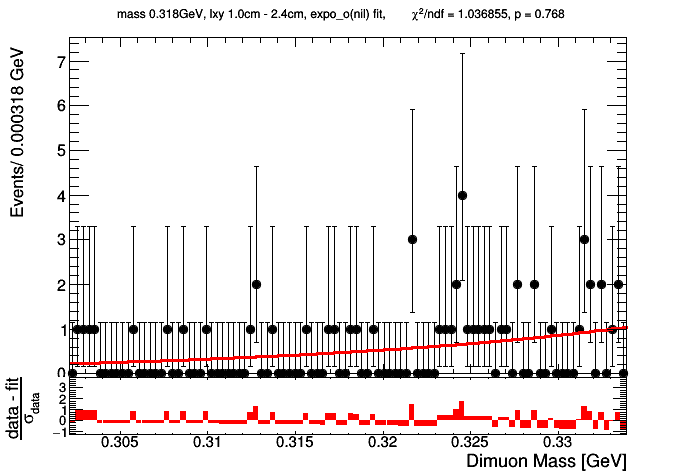 mass 0.318GeV, lxy 1.0cm - 2.4cm, expo_o(nil) fit, χ²/ndf = 1.036855, p = 0.768
Events/ 0.000318 GeV
7
6
5
4
3
2
1
0
data - fit
σdata
3
2
1
0
−1
0.305 0.31 0.315 0.32 0.325 0.33
Dimuon Mass [GeV]